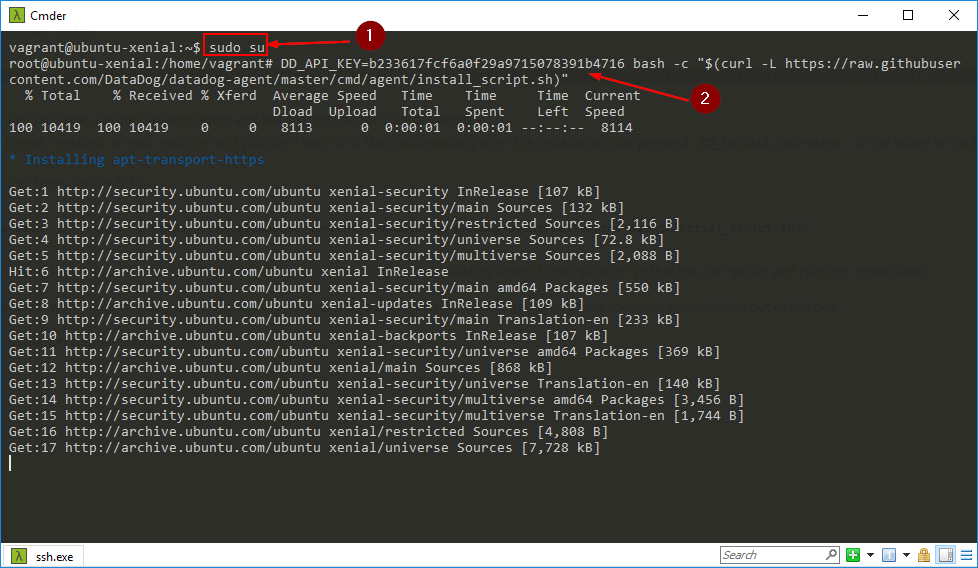 Cmder
1
vagrant@ubuntu-xenial:~$ sudo su
root@ubuntu-xenial:/home/vagrant# DD_API_KEY=b233617fcf6a0f29a9715078391b4716 bash -c "$(curl -L https://raw.githubuser
content.com/DataDog/datadog-agent/master/cmd/agent/install_script.sh)"
2
% Total % Received % Xferd Average Speed Time Time Time Current
Dload Upload Total Spent Left Speed
100 10419 100 10419 0 0 8113 0 0:00:01 0:00:01 --:--:-- 8114
* Installing apt-transport-https
Get:1 http://security.ubuntu.com/ubuntu xenial-security InRelease [107 kB]
Get:2 http://security.ubuntu.com/ubuntu xenial-security/main Sources [132 kB]
Get:3 http://security.ubuntu.com/ubuntu xenial-security/restricted Sources [2,116 B]
Get:4 http://security.ubuntu.com/ubuntu xenial-security/universe Sources [72.8 kB]
Get:5 http://security.ubuntu.com/ubuntu xenial-security/multiverse Sources [2,088 B]
Hit:6 http://archive.ubuntu.com/ubuntu xenial InRelease
Get:7 http://security.ubuntu.com/ubuntu xenial-security/main amd64 Packages [550 kB]
Get:8 http://archive.ubuntu.com/ubuntu xenial-updates InRelease [109 kB]
Get:9 http://security.ubuntu.com/ubuntu xenial-security/main Translation-en [233 kB]
Get:10 http://archive.ubuntu.com/ubuntu xenial-backports InRelease [107 kB]
Get:11 http://security.ubuntu.com/ubuntu xenial-security/universe amd64 Packages [369 kB]
Get:12 http://archive.ubuntu.com/ubuntu xenial/main Sources [868 kB]
Get:13 http://security.ubuntu.com/ubuntu xenial-security/universe Translation-en [140 kB]
Get:14 http://security.ubuntu.com/ubuntu xenial-security/multiverse amd64 Packages [3,456 B]
Get:15 http://security.ubuntu.com/ubuntu xenial-security/multiverse Translation-en [1,744 B]
Get:16 http://archive.ubuntu.com/ubuntu xenial/restricted Sources [4,808 B]
Get:17 http://archive.ubuntu.com/ubuntu xenial/universe Sources [7,728 kB]
ssh.exe
Search